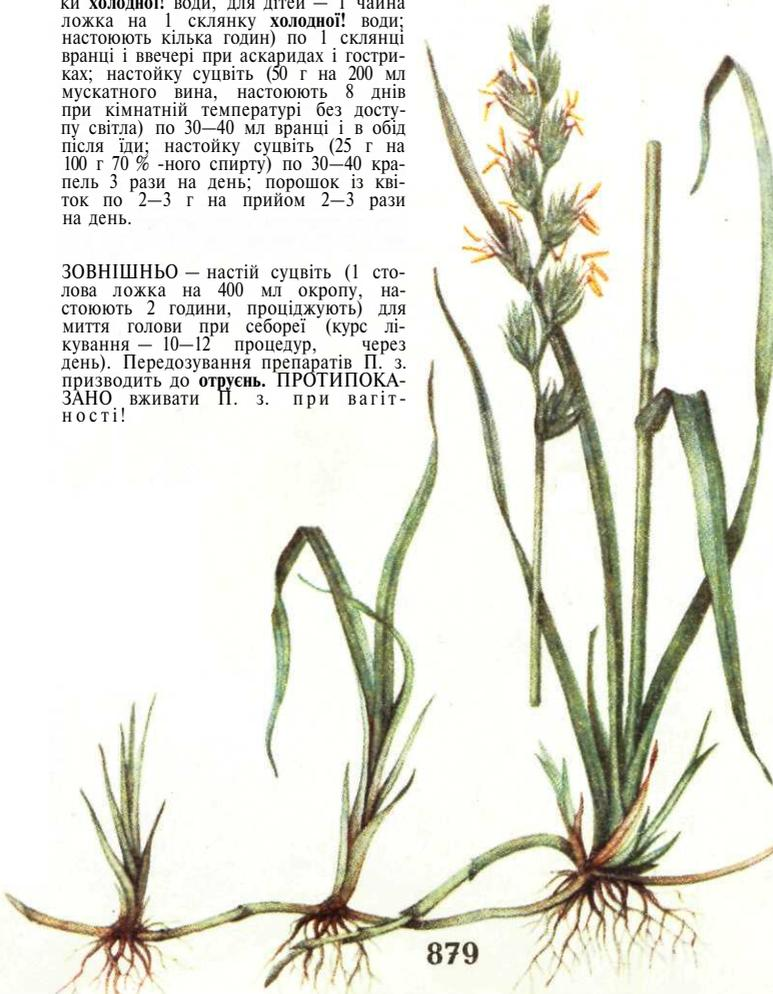 ки холодної! води, для дітей — 1 чайна
ложка на 1 склянку холодної! води;
настоюють кілька годин) по 1 склянці
вранці і ввечері при аскаридах і гостри-
ках; настойку суцвіть (50 г на 200 мл
мускатного вина, настоюють 8 днів
при кімнатній температурі без досту-
пу світла) по 30—40 мл вранці і в обід
після їди; настойку суцвіть (25 г на
100 г 70 % -ного спирту) по 30—40 кра-
пель 3 рази на день; порошок із кві-
ток по 2—3 г на прийом 2—3 рази
на день.
ЗОВНІШНЬО — настій суцвіть (1 сто-
лова ложка на 400 мл окропу, на-
стоюють 2 години, проціджують) для
миття голови при себореї (курс лі-
кування — 10—12 процедур, через
день). Передозування препаратів П. з.
призводить до отруєнь. ПРОТИПОКА-
ЗАНО вживати П. з. при вагіт-
ності!
879